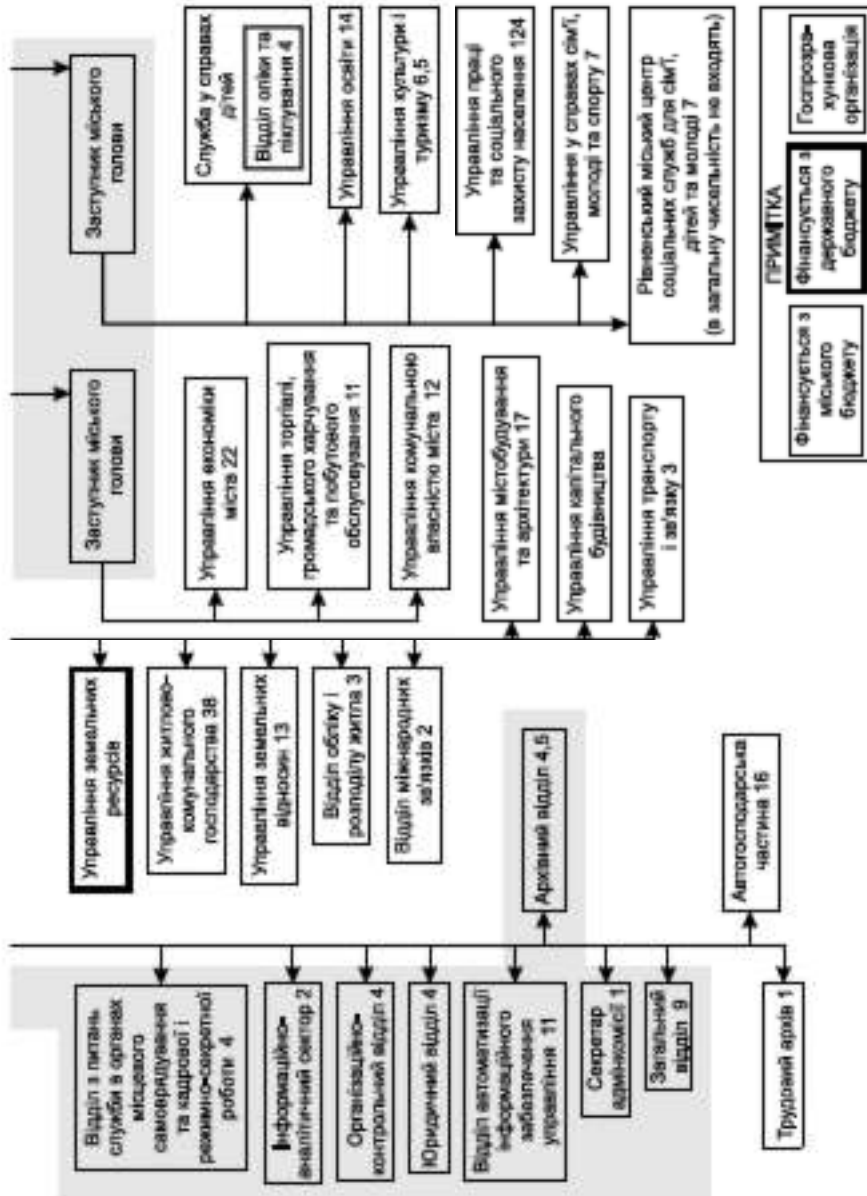 Заступник міського
голови
Служба у справах
дітей
Відділ опіки та
піклування 4
Управління освіти 14
Управління культури і
туризму 6,5
Управління праці
та соціального
захисту населення 124
Управління у справах сім'ї,
молоді та спорту 7
Рівненський міський центр
соціальних служб для сім'ї,
дітей та молоді 7
(в загальну чисельність не входять)
Заступник міського
голови
Управління економіки
міста 22
Управління торгівлі,
громадського харчування
та побутового
обслуговування 11
Управління комунальною
власністю міста 12
Управління містобудування
та архітектури 17
Управління капітального
будівництва
Управління транспорту
і зв'язку 3
Управління земельних
ресурсів
Управління житлово-
комунального
господарства 38
Управління земельних
відносин 13
Відділ обліку і
розподілу житла 3
Відділ міжнародних
зв'язків 2
Архівний відділ 4,5
Автогосподарська
частина 16
Відділ з питань
служби в органах
місцевого
самоврядування
та кадрової і
режимно-секретної
роботи 4
Інформаційно-
аналітичний сектор 2
Організаційно-
контрольний відділ 4
Юридичний відділ 4
Відділ автоматизації
інформаційного
забезпечення
управління 11
Секретар
адмінкомісії 1
Загальний
відділ 9
Трудовий архів 1
ПРИМІТКА
Фінансується з
міського
бюджету
Фінансується з
державного
бюджету
Госпрозра-
хункова
організація